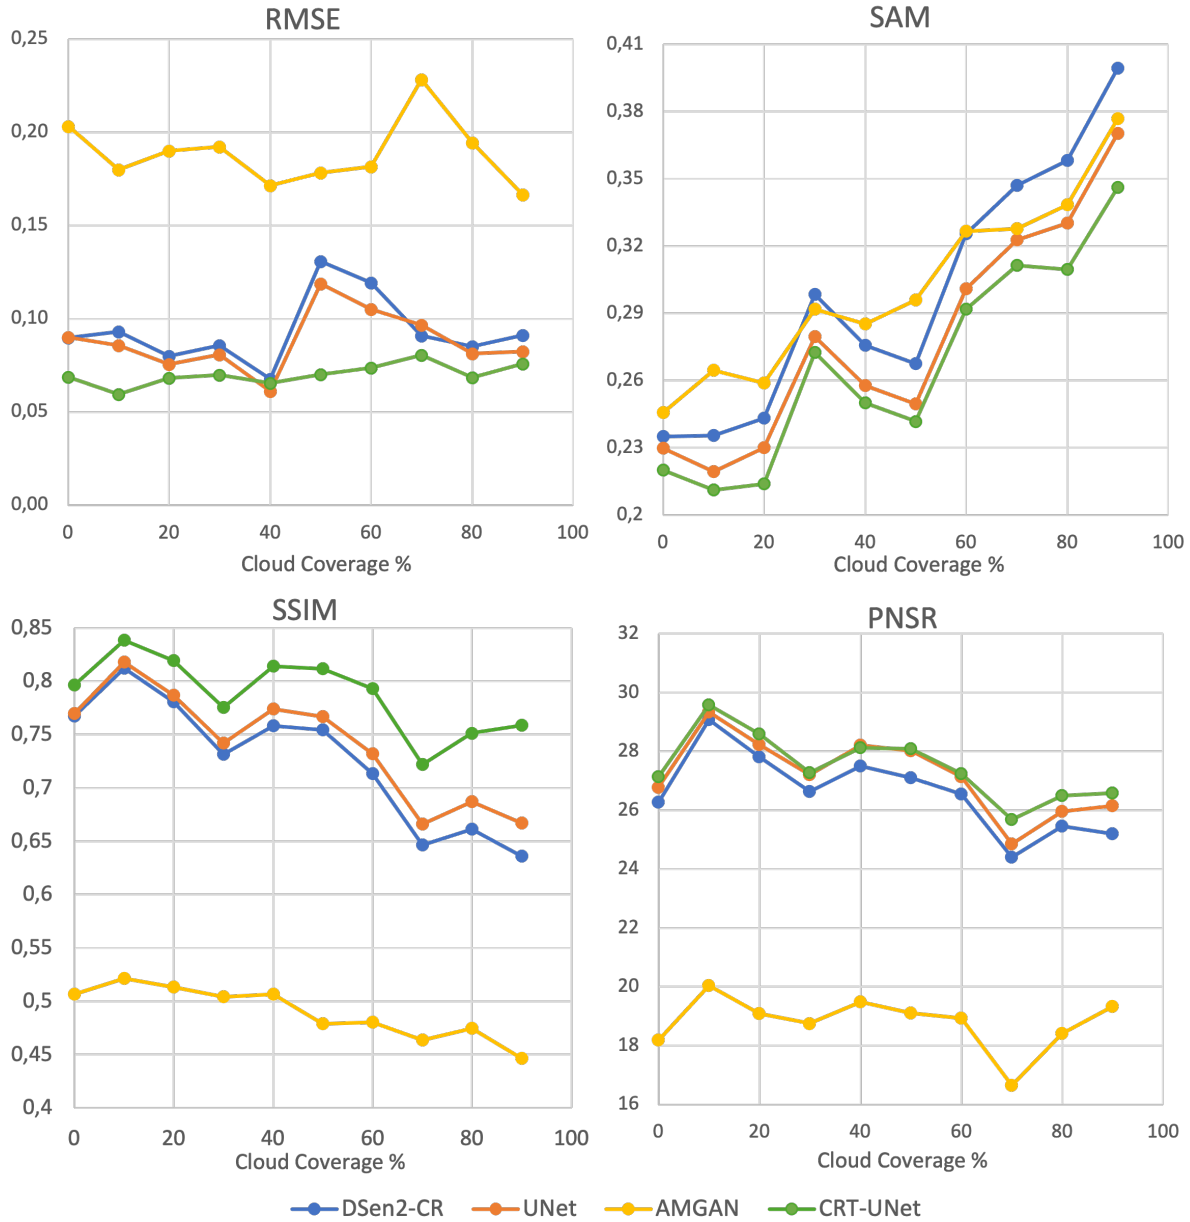 RMSE
0,25
0,20
0,15
0,10
0,05
0,00
0 20 40 60 80 100
Cloud Coverage %
SAM
0,41
0,38
0,35
0,32
0,29
0,26
0,23
0,2
0 20 40 60 80 100
Cloud Coverage %
SSIM
0,85
0,8
0,75
0,7
0,65
0,6
0,55
0,5
0,45
0,4
0 20 40 60 80 100
Cloud Coverage %
PNSR
32
30
28
26
24
22
20
18
16
0 20 40 60 80 100
Cloud Coverage %
DSen2-CR UNet AMGAN CRT-UNet